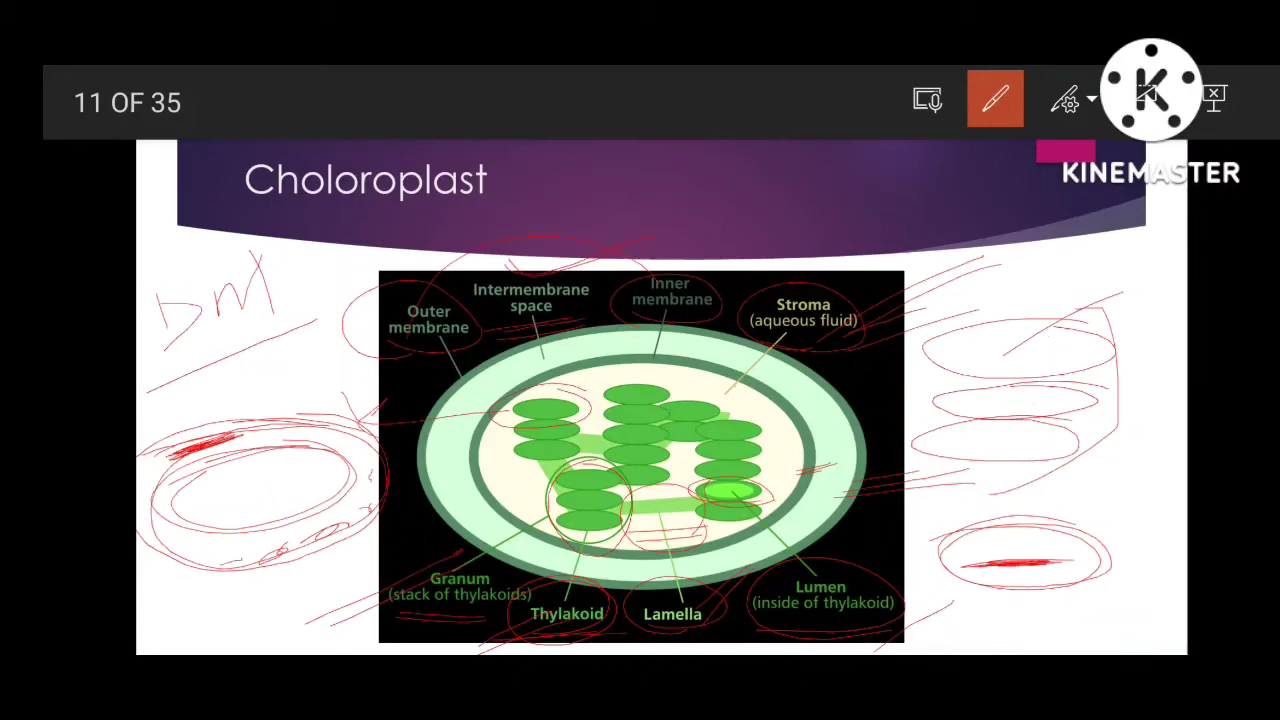 11 OF 35
KINEMASTER
Choloroplast
Outer
membrane
Intermembrane
space
Inner
membrane
Stroma
(aqueous fluid)
Granum
(stack of thylakoids)
Thylakoid
Lamella
Lumen
(inside of thylakoid)